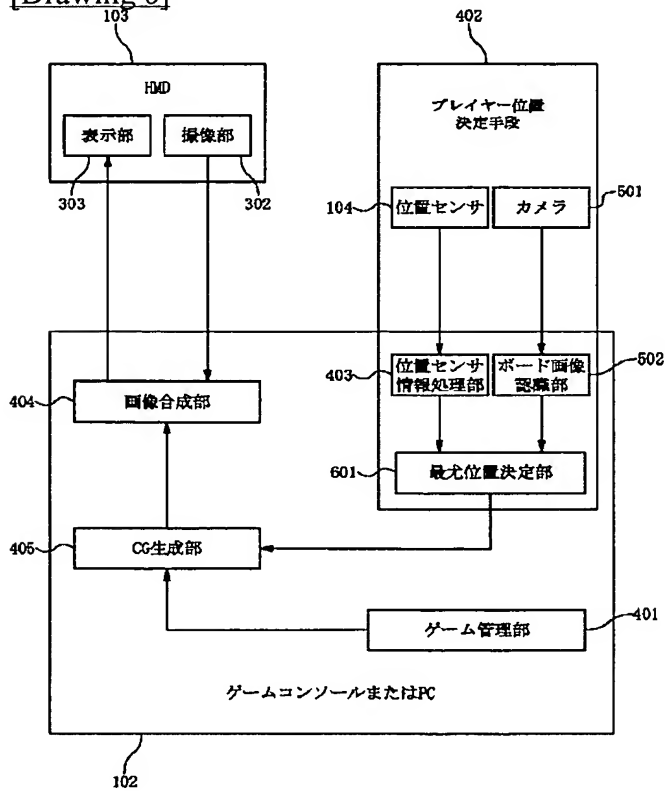 103
402
HMD
表示部
撮像部
303
302
プレイヤー位置
決定手段
104
位置センサ
カメラ
501
403
位置センサ
情報処理部
ボード画像
認職部
502
404
画像合成部
601
最尤位置決定部
405
CG生成部
ゲーム管理部
401
ゲームコンソールまたはPC
102